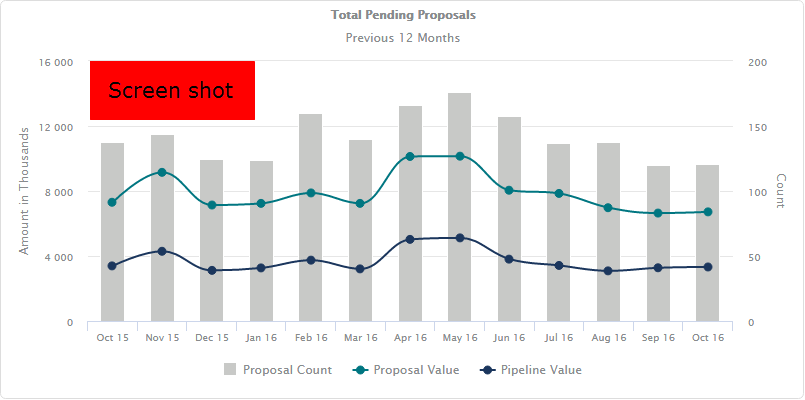 Total Pending Proposals
Previous 12 Months
Screen shot
Amount in Thousands
16 000
12 000
8 000
4 000
0
200
150
100
50
0
Count
Oct 15 Nov 15 Dec 15 Jan 16 Feb 16 Mar 16 Apr 16 May 16 Jun 16 Jul 16 Aug 16 Sep 16 Oct 16
Proposal Count Proposal Value Pipeline Value